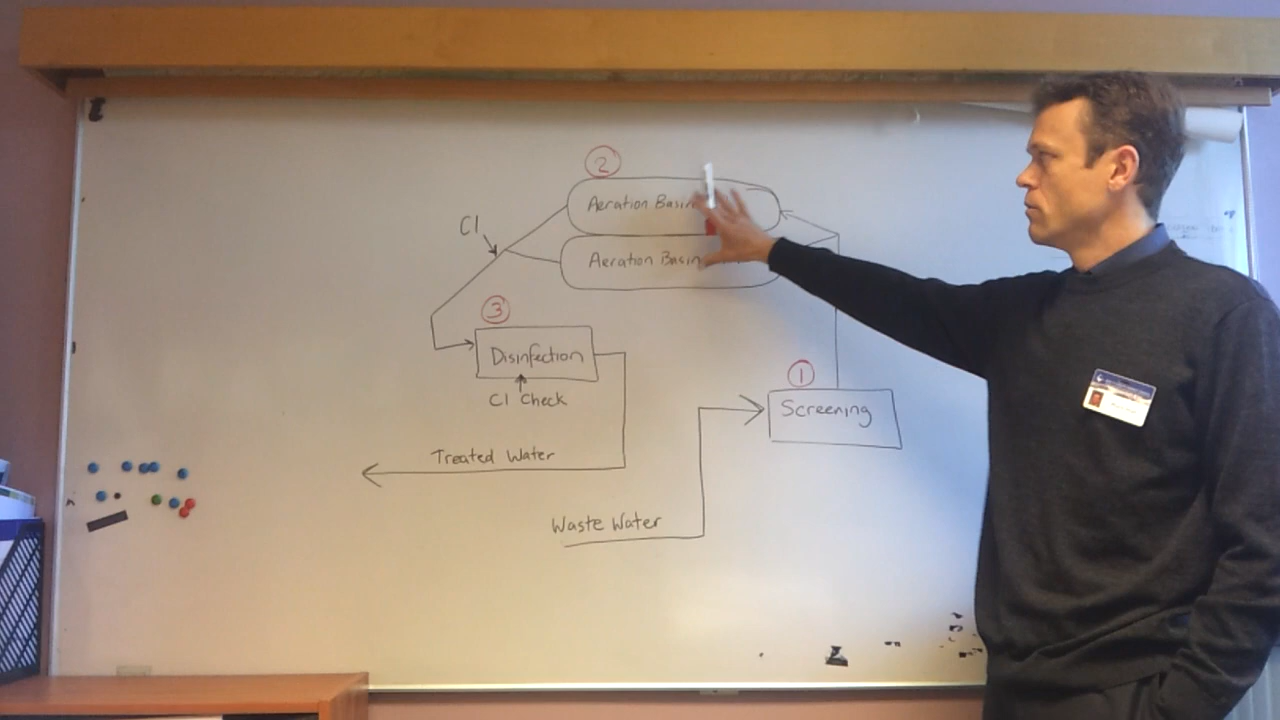 2
Aeration Basin
Cl
Aeration Basin
3
Disinfection
Cl Check
1
Screening
Treated Water
Waste Water